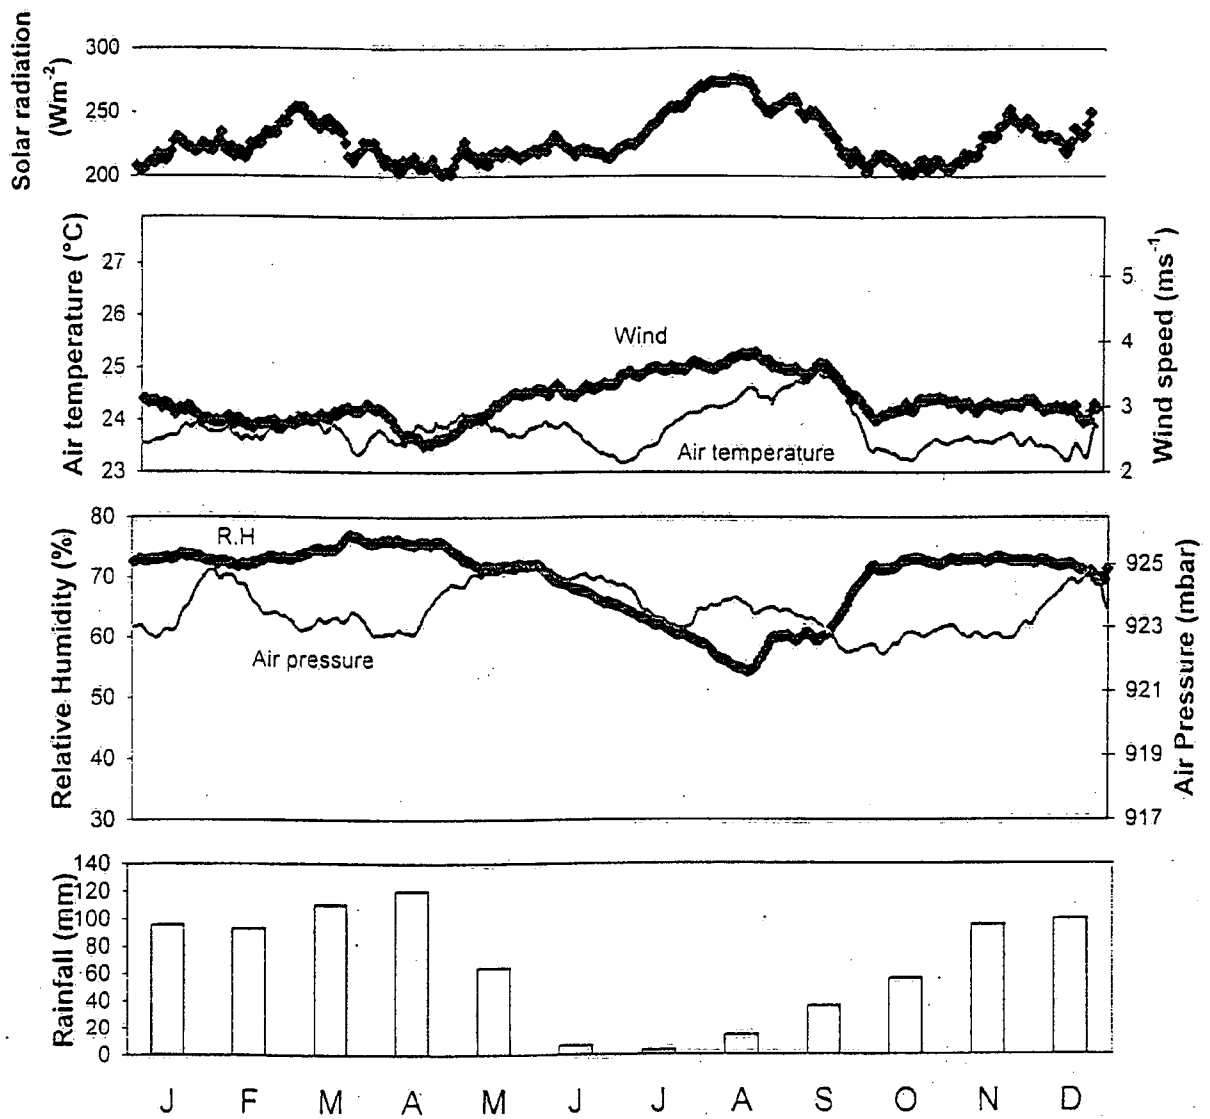 Solar radiation
(Wm-2)
300
250
200
Air temperature (°C)
27
26
25
24
23
Wind
Air temperature
5
4
3
2
Wind speed (ms-1)
Relative Humidity (%)
80
70
60
50
40
30
R.H
Air pressure
925
923
921
919
917
Air Pressure (mbar)
Rainfall (mm)
140
120
100
80
60
40
20
0
J F M A M J J A S O N D